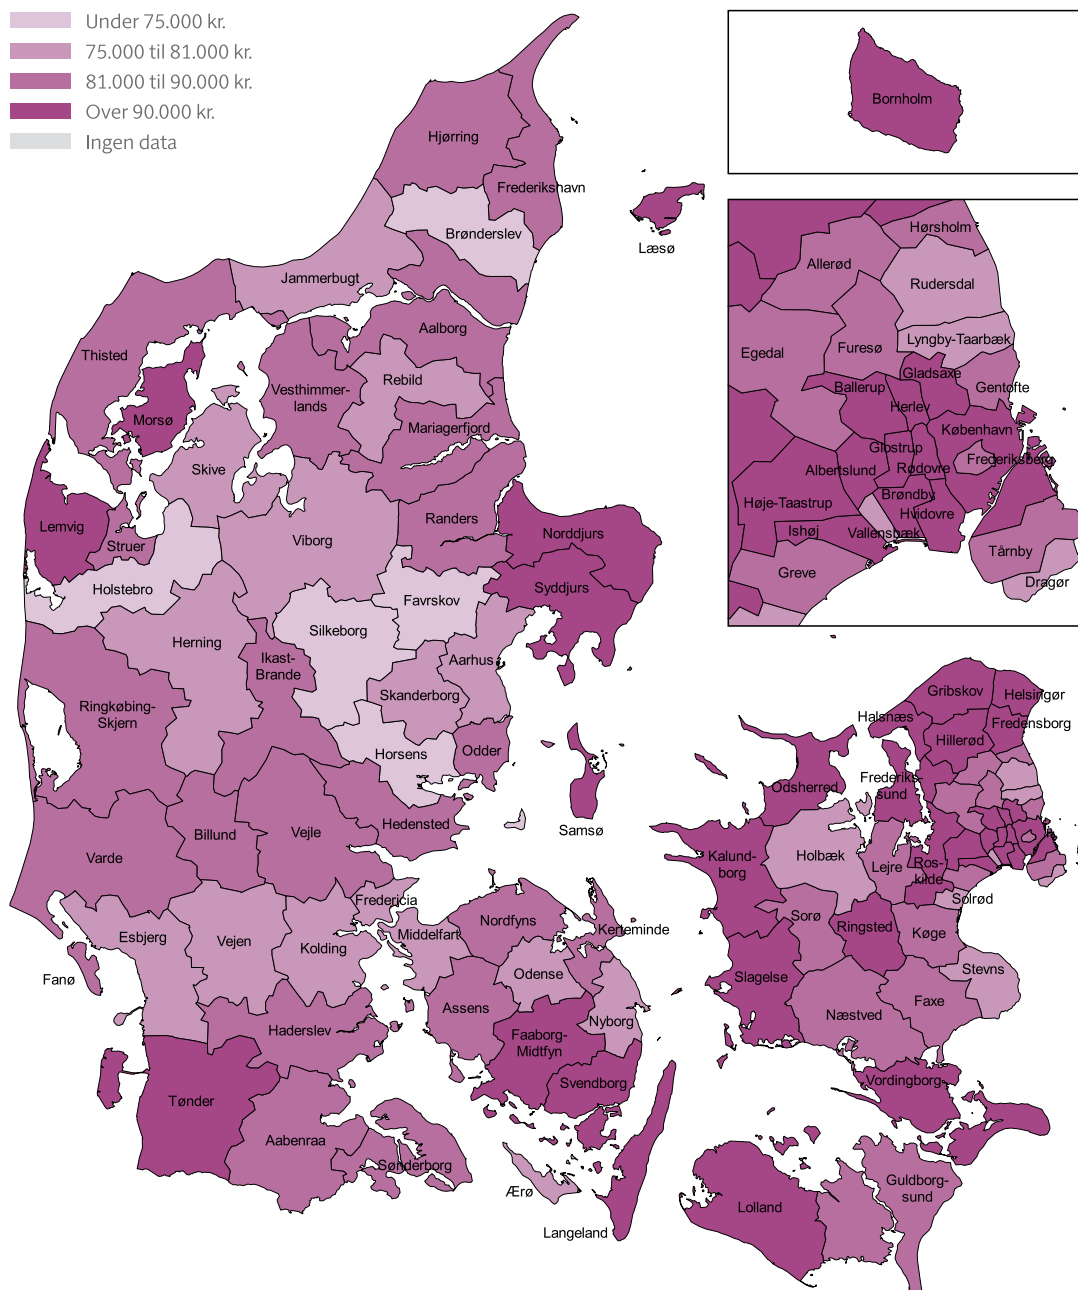 Under 75.000 kr.
75.000 til 81.000 kr.
81.000 til 90.000 kr.
Over 90.000 kr.
Ingen data
Hjørring
Frederikshavn
Brønderslev
Læsø
Jammerbugt
Aalborg
Thisted
Rebild
Vesthimmer-
lands
Morsø
Mariagerfjord
Skive
Lemvig
Randers
Norddjurs
Viborg
Struer
Holstebro
Favrskov
Syddjurs
Silkeborg
Herning
Aarhus
Ikast-
Brande
Skanderborg
Ringkøbing-
Skjern
Horsens
Odder
Samsø
Hedensted
Billund
Vejle
Varde
Fredericia
Esbjerg
Vejen
Kolding
Fanø
Haderslev
Tønder
Aabenraa
Sønderborg
Middelfart
Nordfyns
Kerteminde
Odense
Assens
Nyborg
Faaborg-
Midtfyn
Svendborg
Ærø
Langeland
Bornholm
Hørsholm
Allerød
Rudersdal
Lyngby-Taarbæk
Egedal
Furesø
Gladsaxe
Ballerup
Gentofte
Herlev
København
Glostrup
Frederiksberg
Albertslund
Rødovre
Brøndby
Høje-Taastrup
Hvidovre
Ishøj
Vallensbæk
Tårnby
Greve
Dragør
Gribskov
Helsingør
Halsnæs
Fredensborg
Hillerød
Odsherred
Frederiks-
sund
Kalund-
borg
Holbæk
Lejre
Ros-
kilde
Solrød
Sorø
Ringsted
Køge
Slagelse
Stevns
Næstved
Faxe
Vordingborg
Guldborg-
sund
Lolland